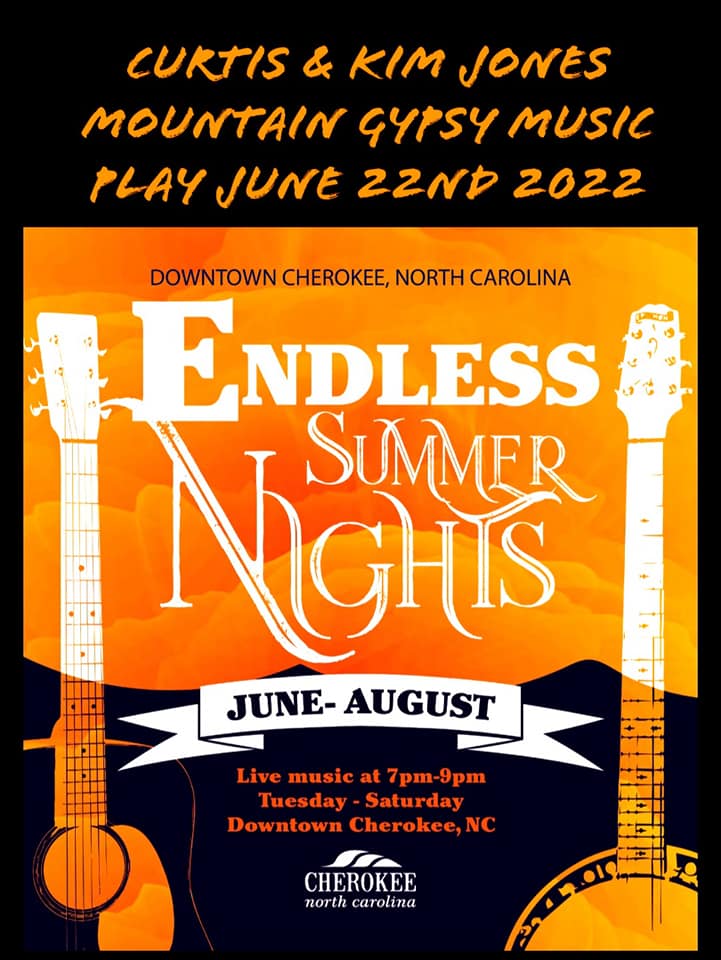 CURTIS & KIM JONES
MOUNTAIN GYPSY MUSIC
PLAY JUNE 22ND 2022
DOWNTOWN CHEROKEE, NORTH CAROLINA
ENDLESS
SUMMER
NIGHTS
JUNE- AUGUST
Live music at 7pm-9pm
Tuesday - Saturday
Downtown Cherokee, NC
CHEROKEE
north carolina